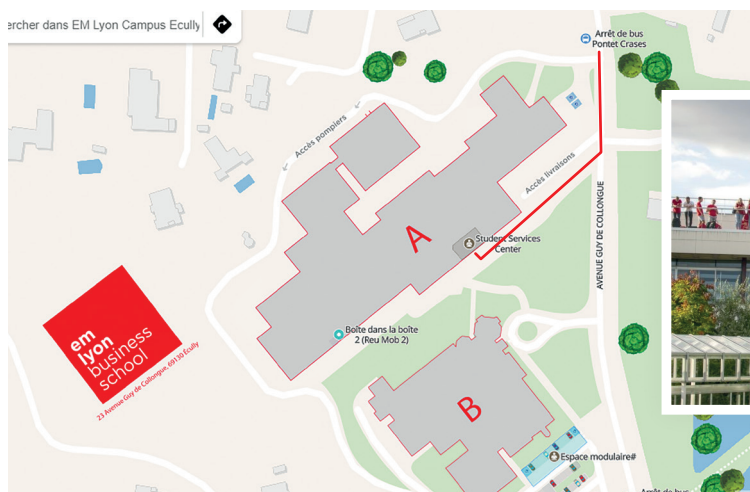 ercher dans EM Lyon Campus Ecully
Arrêt de bus
Pontet Crases
Accès pompiers
Accès livraisons
A
Student Services
Center
AVENUE GUY DE COLLONGUE
Boîte dans la boîte
2 (Reu Mob 2)
em
lyon
business
school
23 Avenue Guy de Collongue, 69130 Écully
B
Espace modulaire#
Arrêt de bus